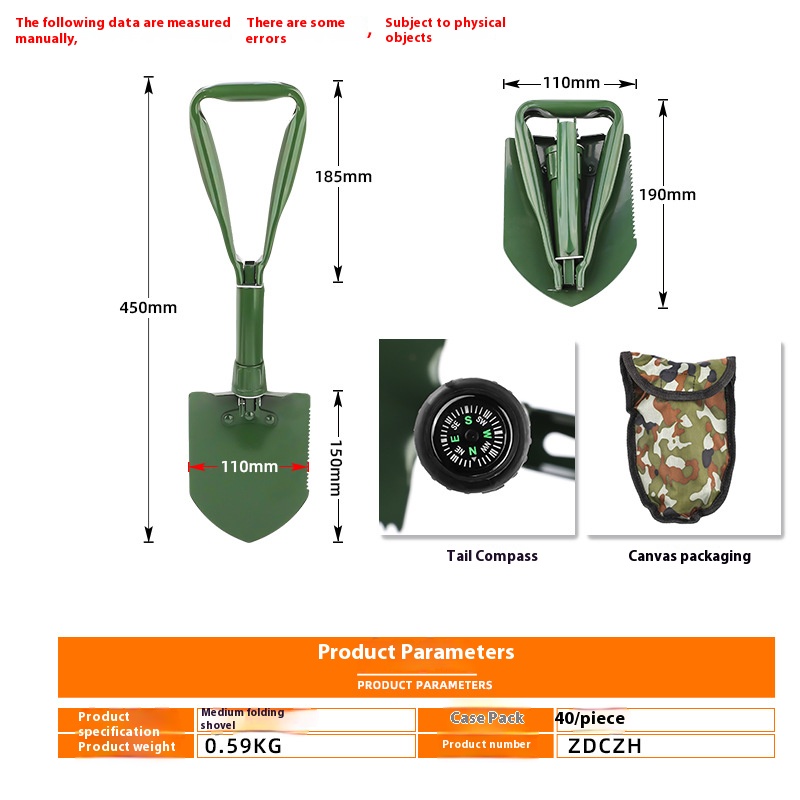 The following data are measured
manually,
There are some
errors
,
Subject to physical
objects
110mm
185mm
190mm
450mm
110mm
150mm
S
SW
W
NW
N
NE
E
SE
Tail Compass
Canvas packaging
Product Parameters
PRODUCT PARAMETERS
Product
specification
Medium folding
shovel
Case Pack
40/piece
Product weight
0.59KG
Product number
ZDCZH